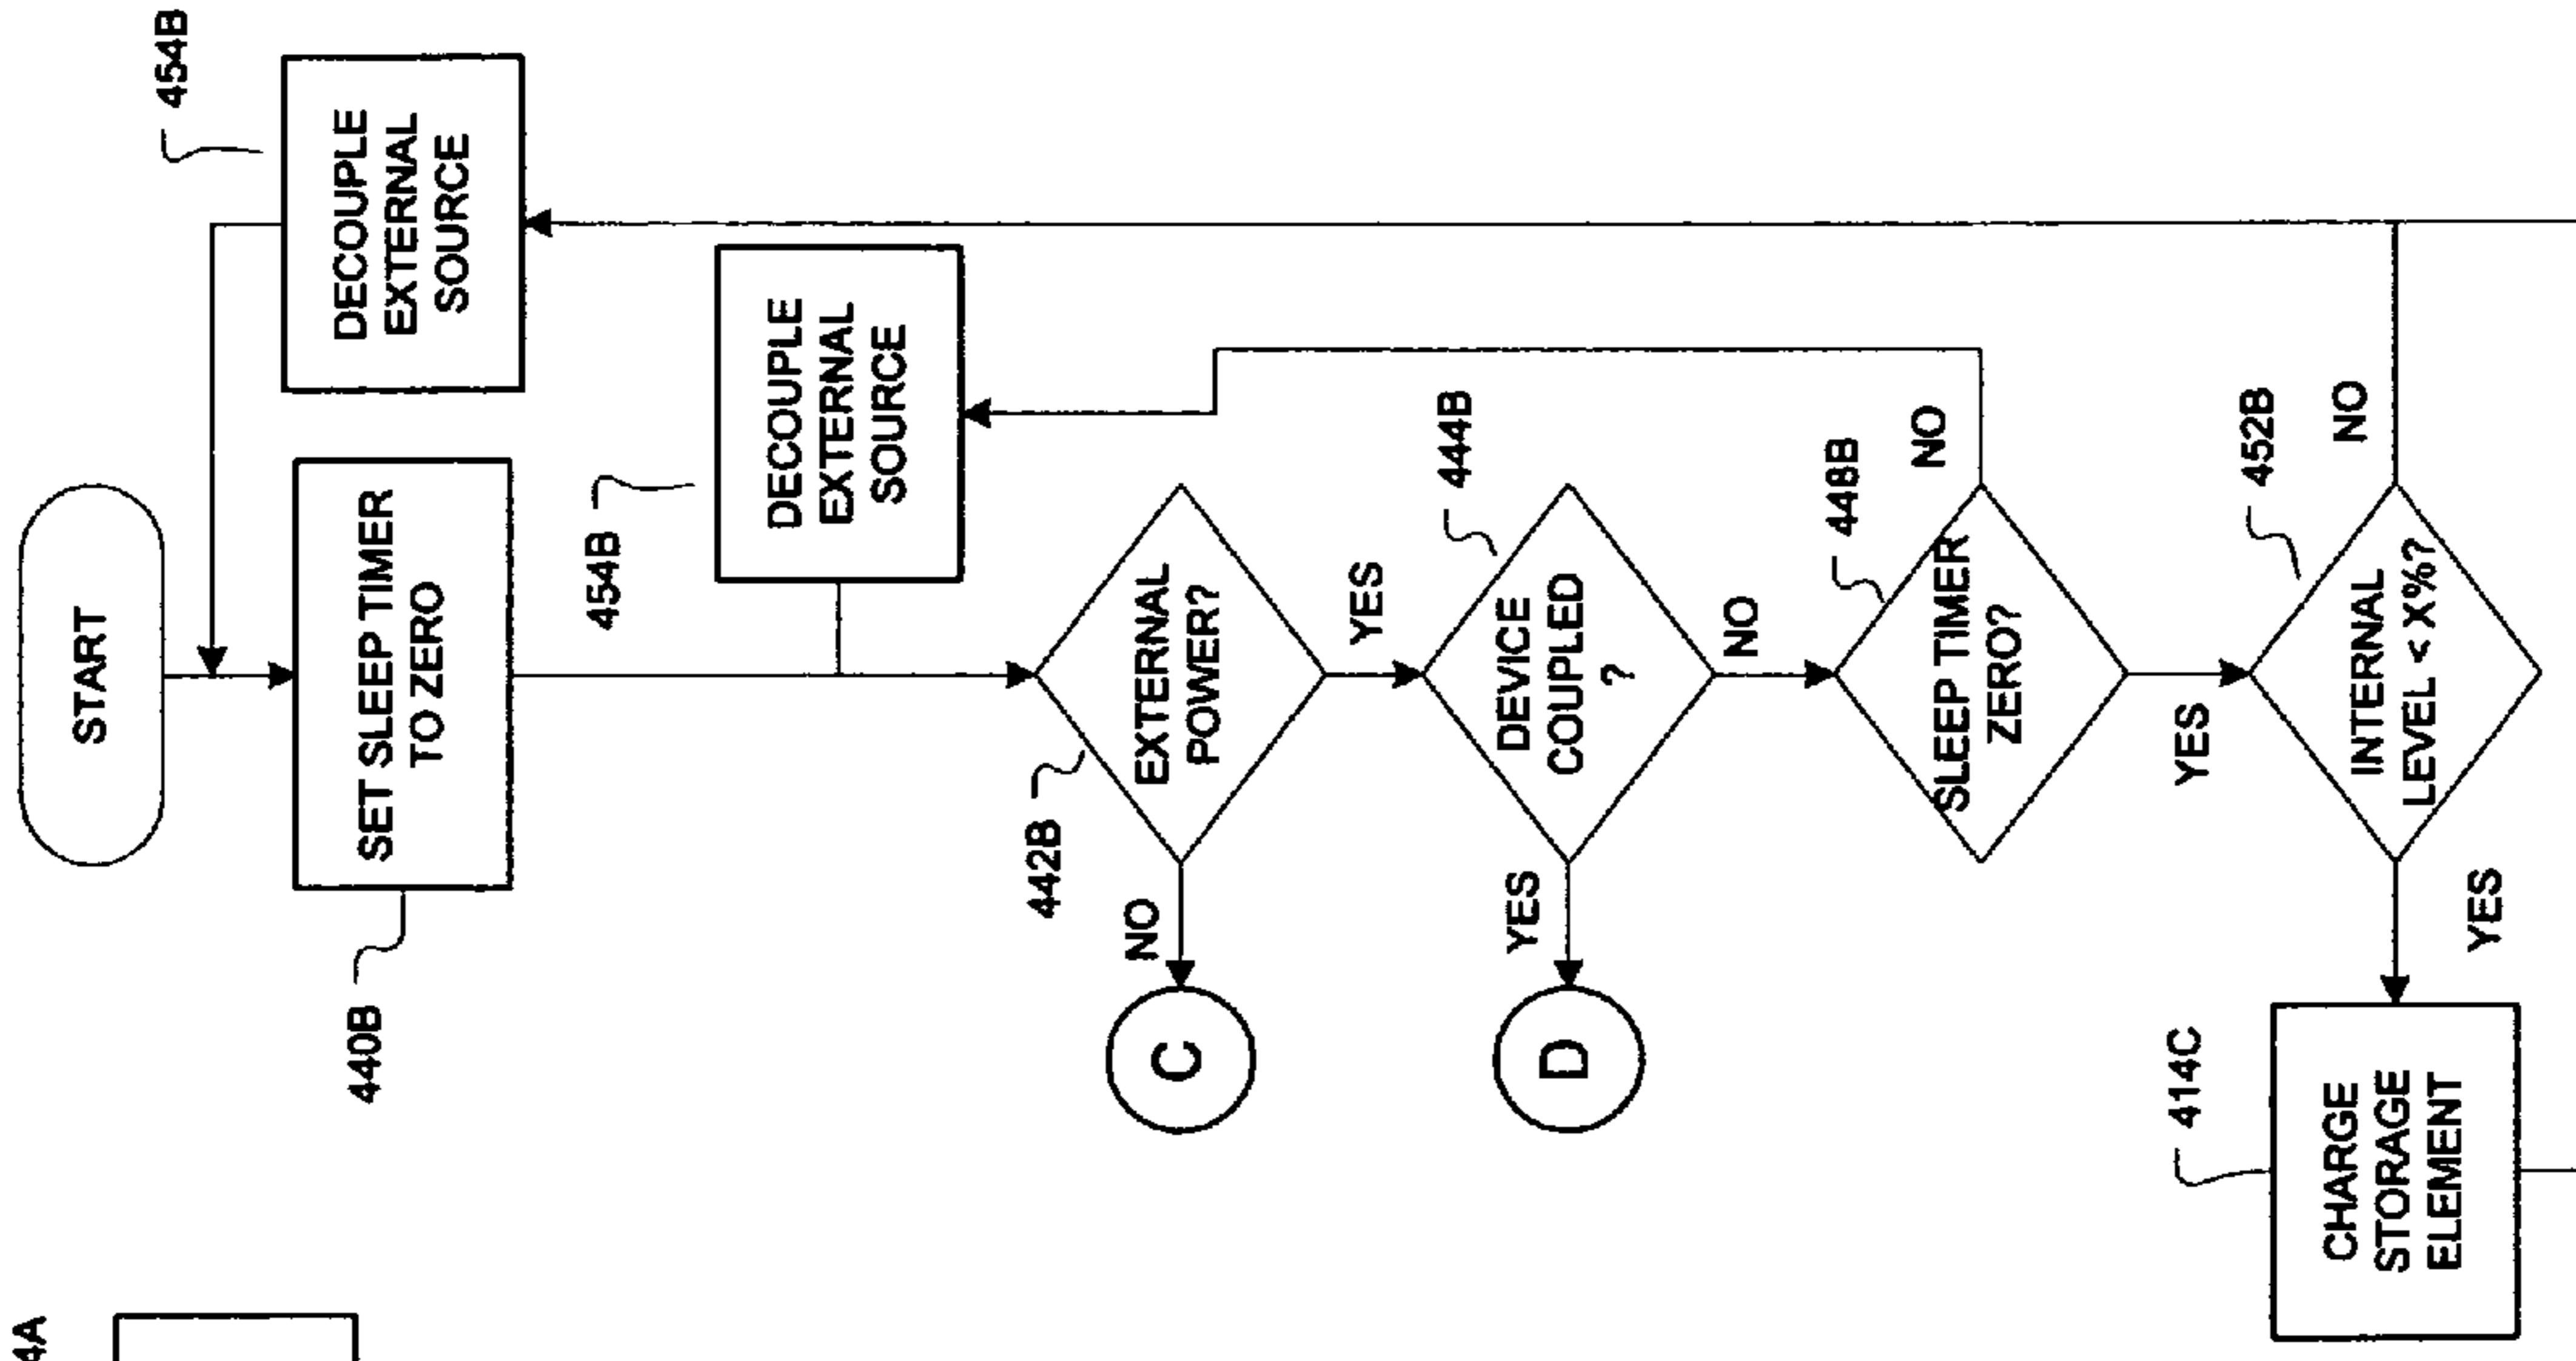 START
454B
DECOUPLE
EXTERNAL
SOURCE
SET SLEEP TIMER
TO ZERO
440B
454B
DECOUPLE
EXTERNAL
SOURCE
442B
EXTERNAL
POWER?
NO
C
YES
444B
DEVICE
COUPLED
?
YES
D
NO
448B
SLEEP TIMER
ZERO?
NO
YES
452B
INTERNAL
LEVEL < X%?
NO
YES
414C
CHARGE
STORAGE
ELEMENT
4A